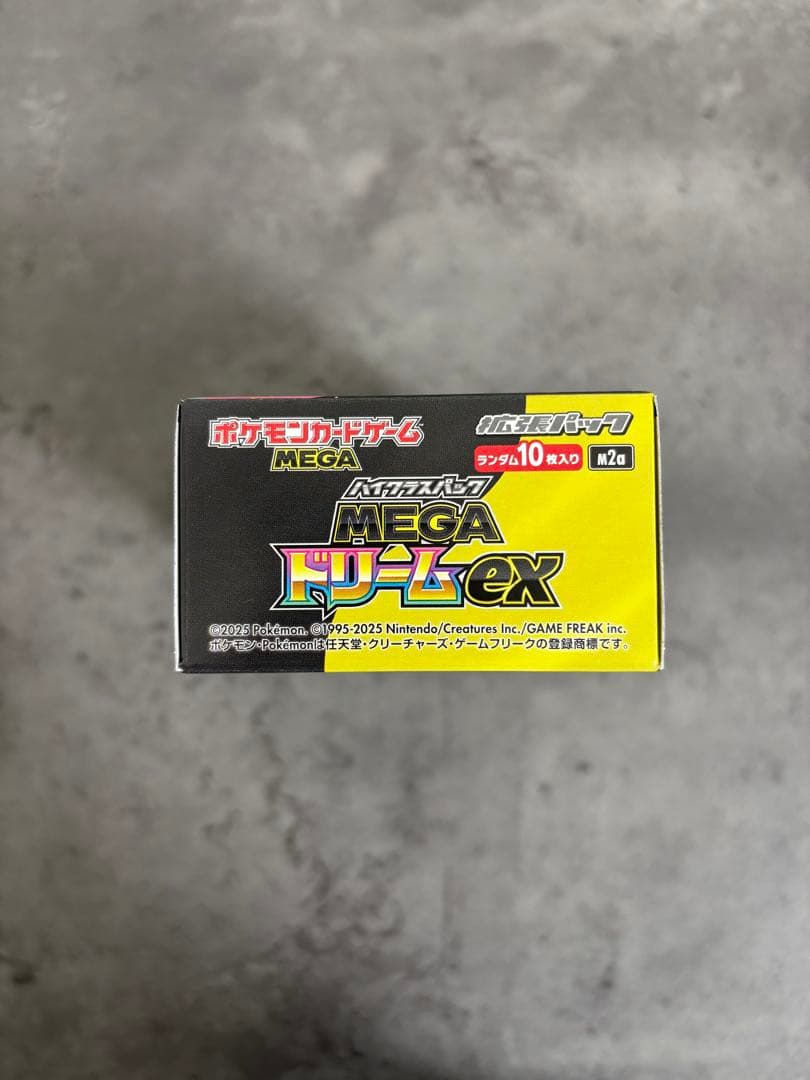 ポケモンカードゲーム
MEGA
拡張パック
ランダム10枚入り M2a
ハイクラスパック
MEGA
ドリームex
©2025 Pokémon. ©1995-2025 Nintendo/Creatures Inc./GAME FREAK inc.
ポケモン・Pokémonは任天堂・クリーチャーズ・ゲームフリークの登録商標です。